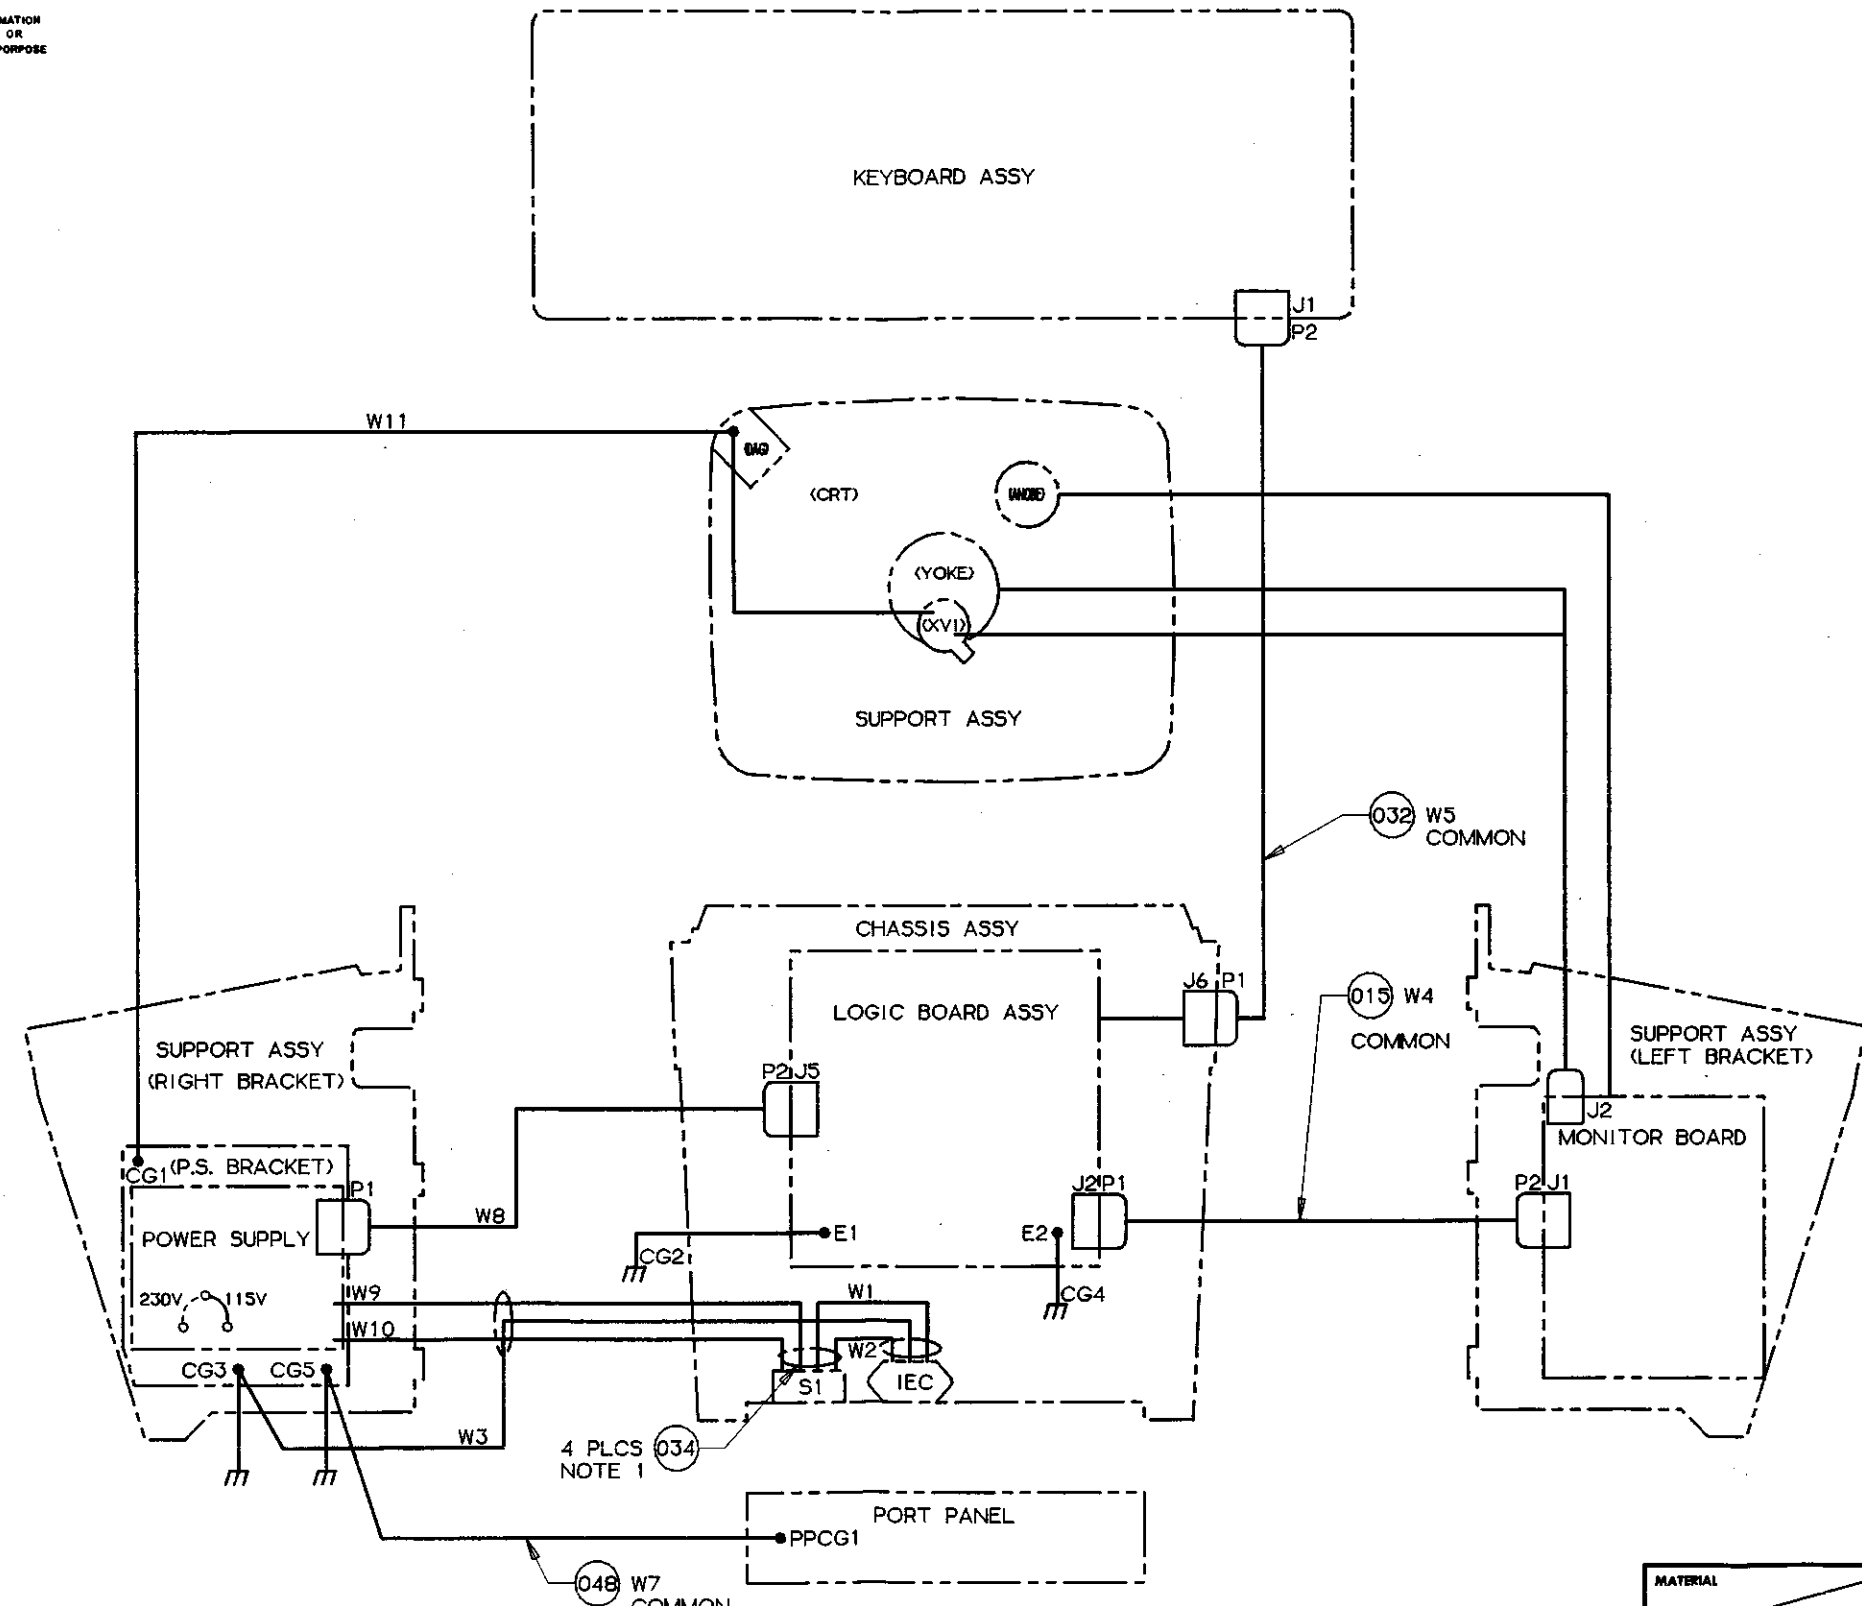 OR
KEYBOARD ASSY
J1
P2
W11
(DAG)
(CRT)
(ANODE)
(YOKE)
(XVI)
SUPPORT ASSY
032 W5
COMMON
CHASSIS ASSY
J6 P1
LOGIC BOARD ASSY
015 W4
COMMON
SUPPORT ASSY
(RIGHT BRACKET)
SUPPORT ASSY
(LEFT BRACKET)
P2 J5
J2
MONITOR BOARD
(P.S. BRACKET)
CG1
P1
J2 P1
P2 J1
W8
POWER SUPPLY
E1
E2
CG2
CG4
230V 115V
W9
W1
W10
W2
CG3 CG5
S1
IEC
W3
4 PLCS 034
NOTE 1
PORT PANEL
PPCG1
048 W7
COMMON
MATERIAL